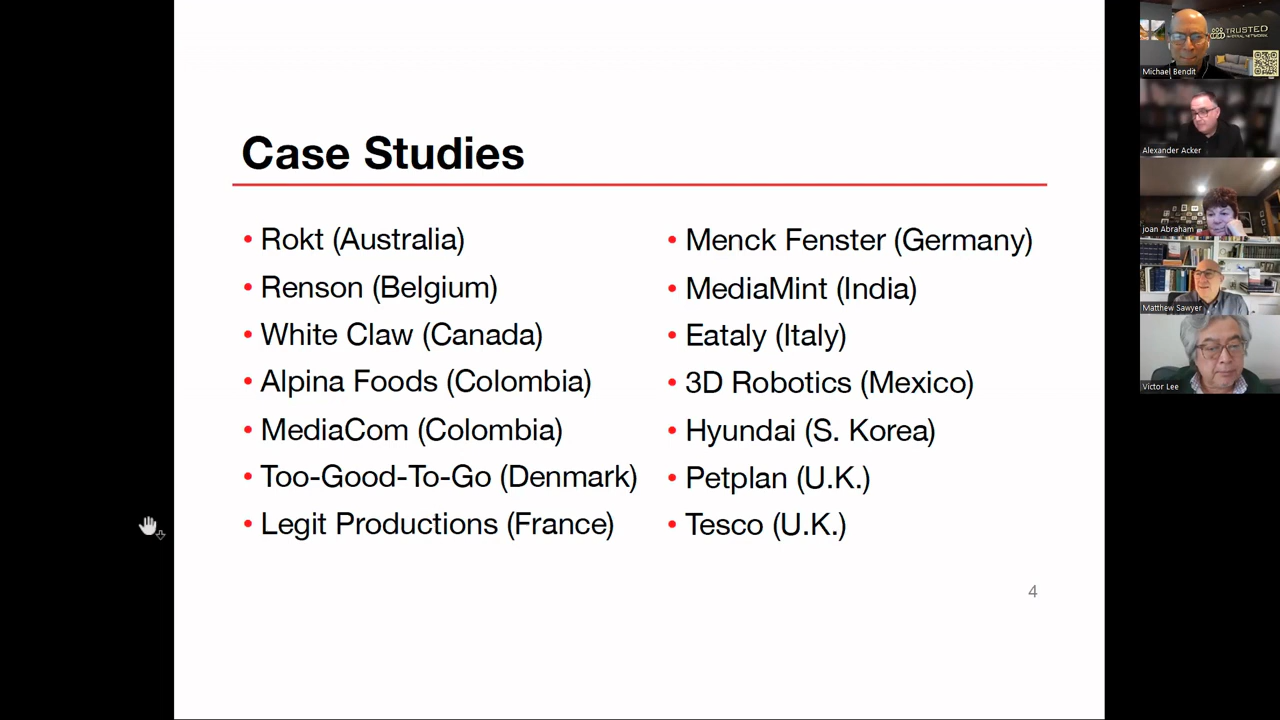 Case Studies
• Rokt (Australia)
• Renson (Belgium)
• White Claw (Canada)
• Alpina Foods (Colombia)
• MediaCom (Colombia)
• Too-Good-To-Go (Denmark)
• Legit Productions (France)
• Menck Fenster (Germany)
• MediaMint (India)
• Eataly (Italy)
• 3D Robotics (Mexico)
• Hyundai (S. Korea)
• Petplan (U.K.)
• Tesco (U.K.)
4
TRUSTED
Michael Bendit
Alexander Acker
joan Abraham
Matthew Sawyer
Victor Lee